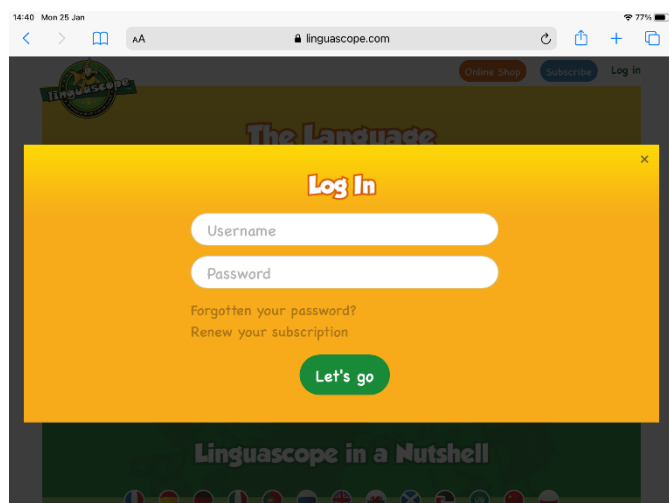 14:40 Mon 25 Jan 77%
AA linguascope.com
linguascope
Online Shop Subscribe Log in
The Language
×
Log In
Username
Password
Forgotten your password?
Renew your subscription
Let's go
Linguascope in a Nutshell